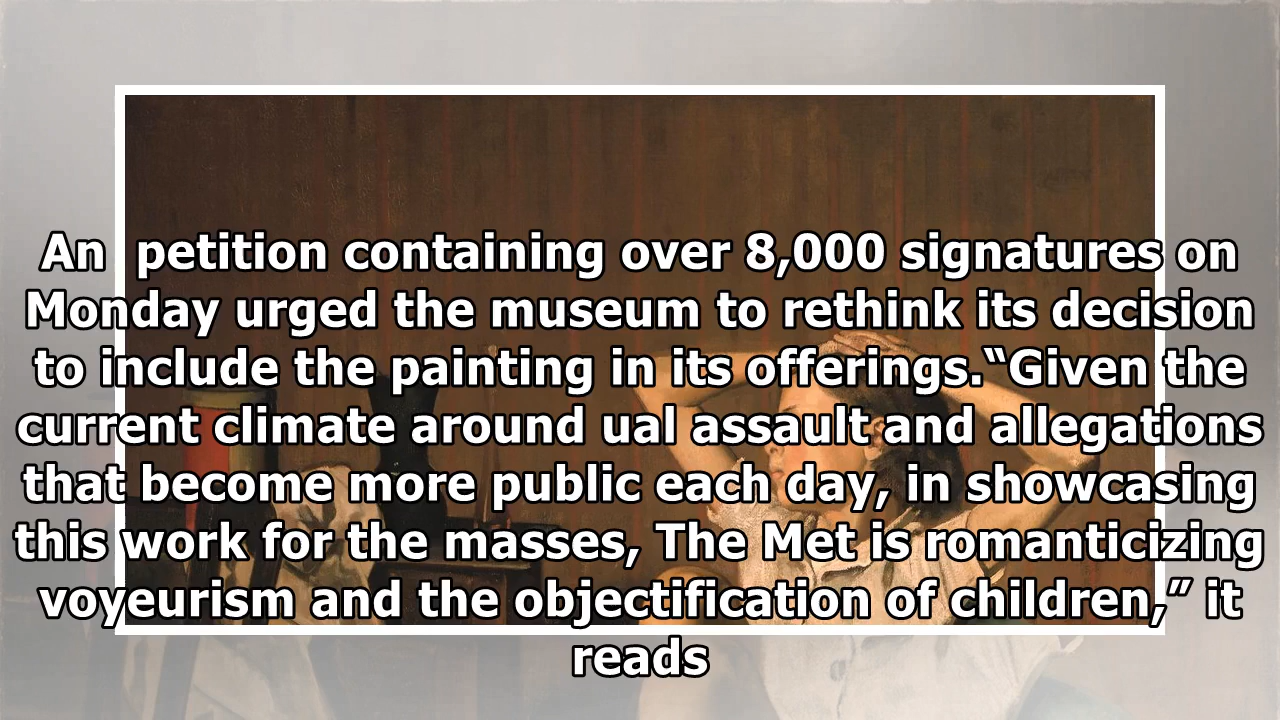 An  petition containing over 8,000 signatures on
Monday urged the museum to rethink its decision
to include the painting in its offerings.“Given the
current climate around ual assault and allegations
that become more public each day, in showcasing
this work for the masses, The Met is romanticizing
voyeurism and the objectification of children,” it
reads